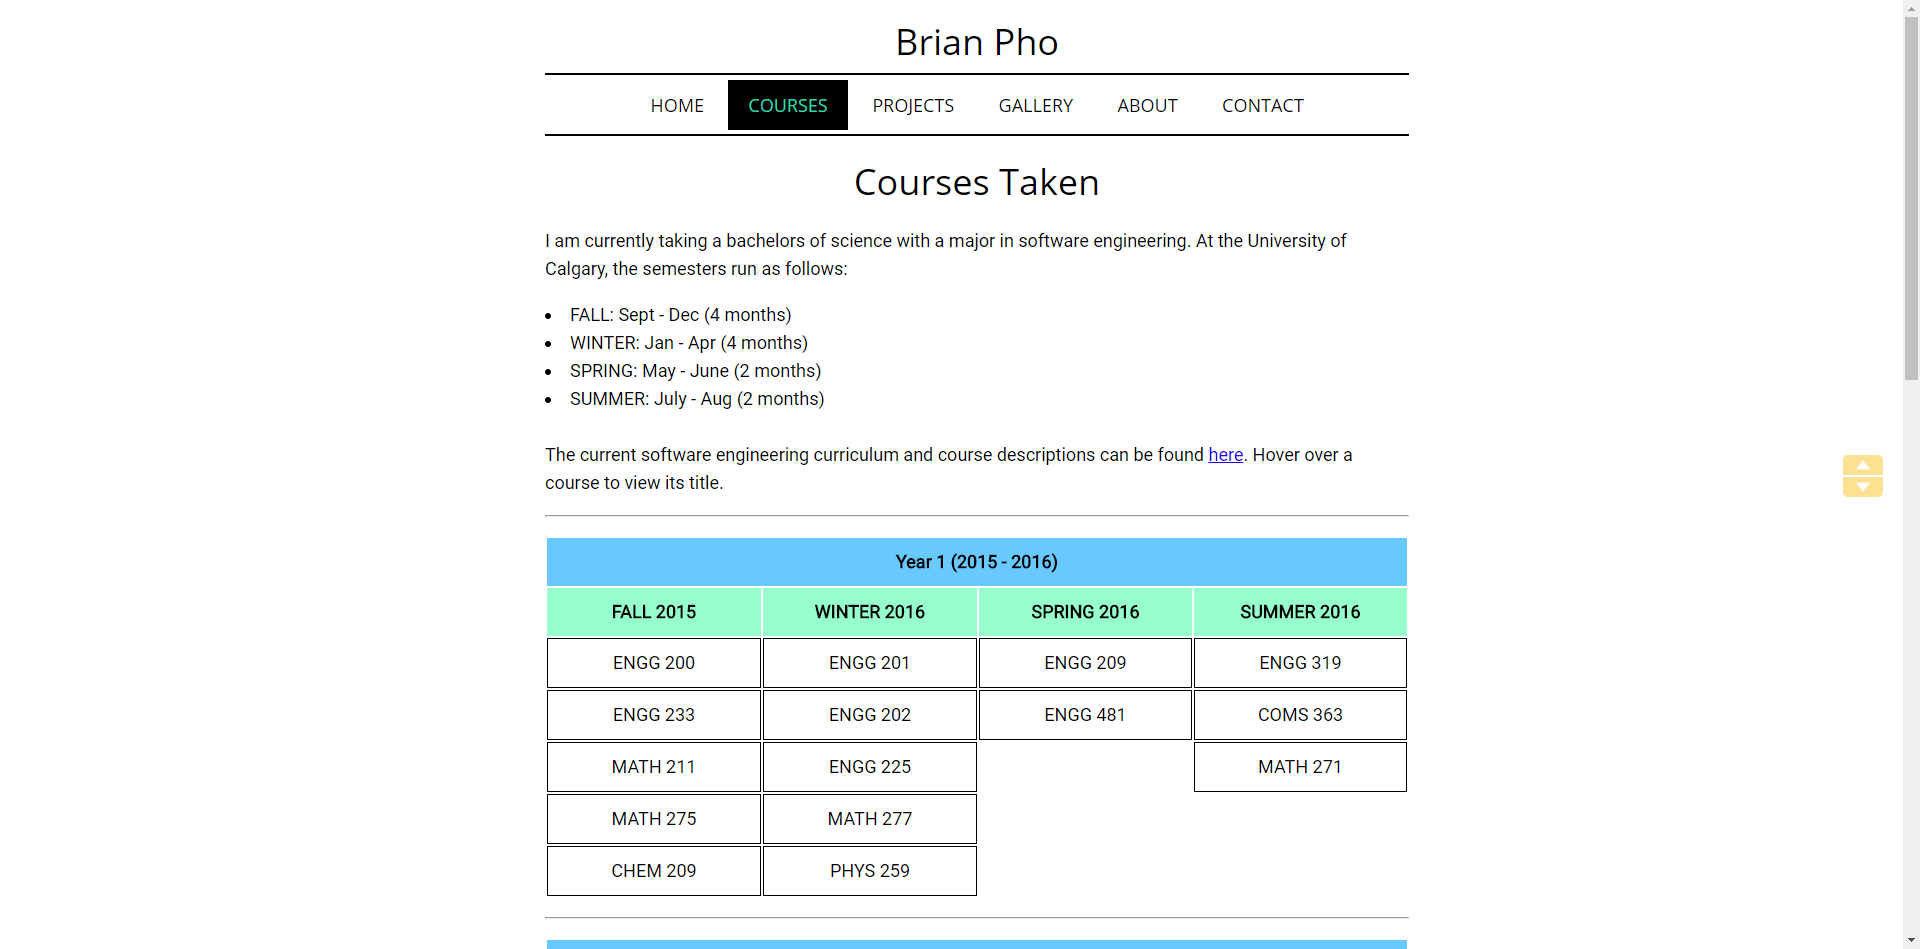 Brian Pho
HOME COURSES PROJECTS GALLERY ABOUT CONTACT
Courses Taken
I am currently taking a bachelors of science with a major in software engineering. At the University of
Calgary, the semesters run as follows:
• FALL: Sept - Dec (4 months)
• WINTER: Jan - Apr (4 months)
• SPRING: May - June (2 months)
• SUMMER: July - Aug (2 months)
The current software engineering curriculum and course descriptions can be found here. Hover over a
course to view its title.
Year 1 (2015 - 2016)
FALL 2015 WINTER 2016 SPRING 2016 SUMMER 2016
ENGG 200 ENGG 201 ENGG 209 ENGG 319
ENGG 233 ENGG 202 ENGG 481 COMS 363
MATH 211 ENGG 225 MATH 271
MATH 275 MATH 277
CHEM 209 PHYS 259